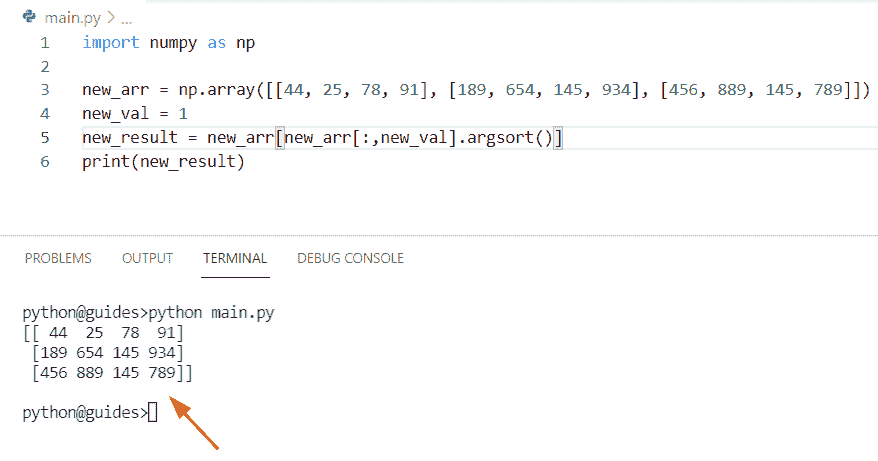 main.py > ...
1 import numpy as np
2
3 new_arr = np.array([[44, 25, 78, 91], [189, 654, 145, 934], [456, 889, 145, 789]])
4 new_val = 1
5 new_result = new_arr[new_arr[:,new_val].argsort()]
6 print(new_result)
PROBLEMS OUTPUT TERMINAL DEBUG CONSOLE
python@guides>python main.py
[[ 44  25  78  91]
 [189 654 145 934]
 [456 889 145 789]]
python@guides>